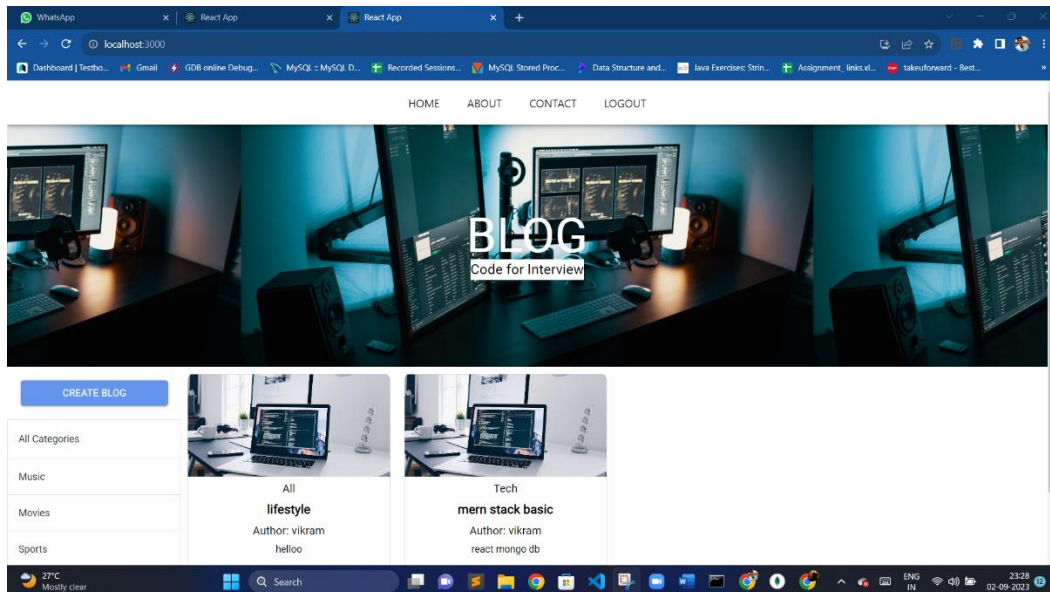 WhatsApp
React App
React App
localhost:3000
Dashboard | Testbo...
Gmail
GDB online Debug...
MySQL :: MySQL D...
Recorded Sessions...
MySQL Stored Proc...
Data Structure and...
Java Exercises: Strin...
Assignment_links.xl...
takeuforward - Best...
HOME ABOUT CONTACT LOGOUT
BLOG
Code for Interview
CREATE BLOG
All Categories
Music
Movies
Sports
All
lifestyle
Author: vikram
helloo
Tech
mern stack basic
Author: vikram
react mongo db
27°C
Mostly clear
Search
ENG
IN
23:28
02-09-2023